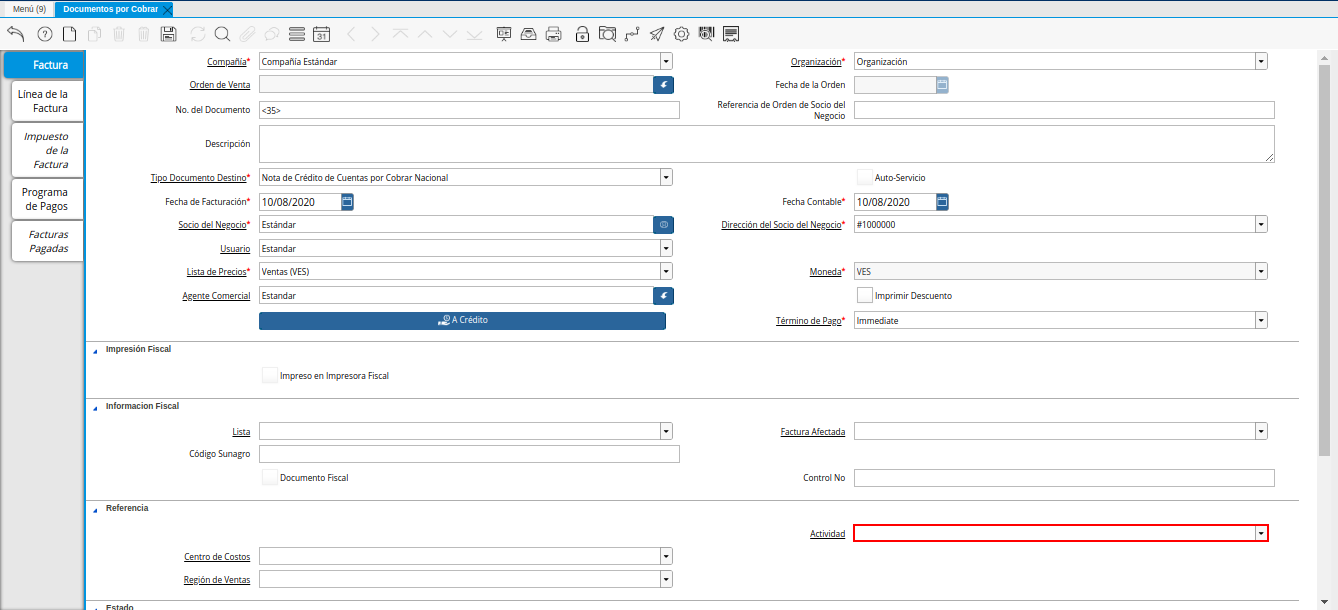 Menú (9) Documentos por Cobrar
31
Factura
Línea de la
Factura
Impuesto
de la
Factura
Programa
de Pagos
Facturas
Pagadas
Compañía* Compañía Estándar Organización* Organización
Orden de Venta Fecha de la Orden
No. del Documento <35> Referencia de Orden de Socio del
Negocio
Descripción
Tipo Documento Destino* Nota de Crédito de Cuentas por Cobrar Nacional Auto-Servicio
Fecha de Facturación* 10/08/2020 Fecha Contable* 10/08/2020
Socio del Negocio* Estándar Dirección del Socio del Negocio* #1000000
Usuario Estandar
Lista de Precios* Ventas (VES) Moneda* VES
Agente Comercial Estandar Imprimir Descuento
A Crédito Término de Pago* Immediate
Impresión Fiscal
Impreso en Impresora Fiscal
Informacion Fiscal
Lista Factura Afectada
Código Sunagro
Documento Fiscal Control No
Referencia
Actividad
Centro de Costos
Región de Ventas
Estado